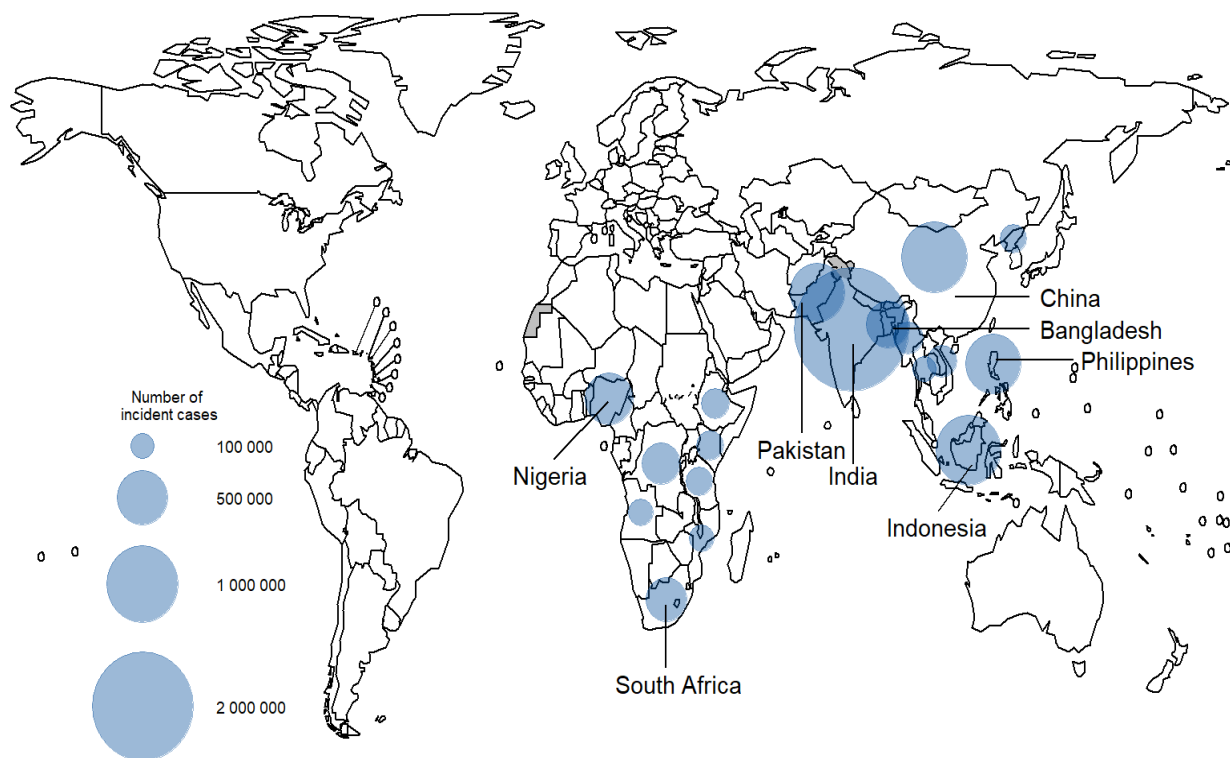 China
Bangladesh
Philippines
Number of
incident cases
100 000
Pakistan
Nigeria
India
500 000
Indonesia
1 000 000
South Africa
2 000 000